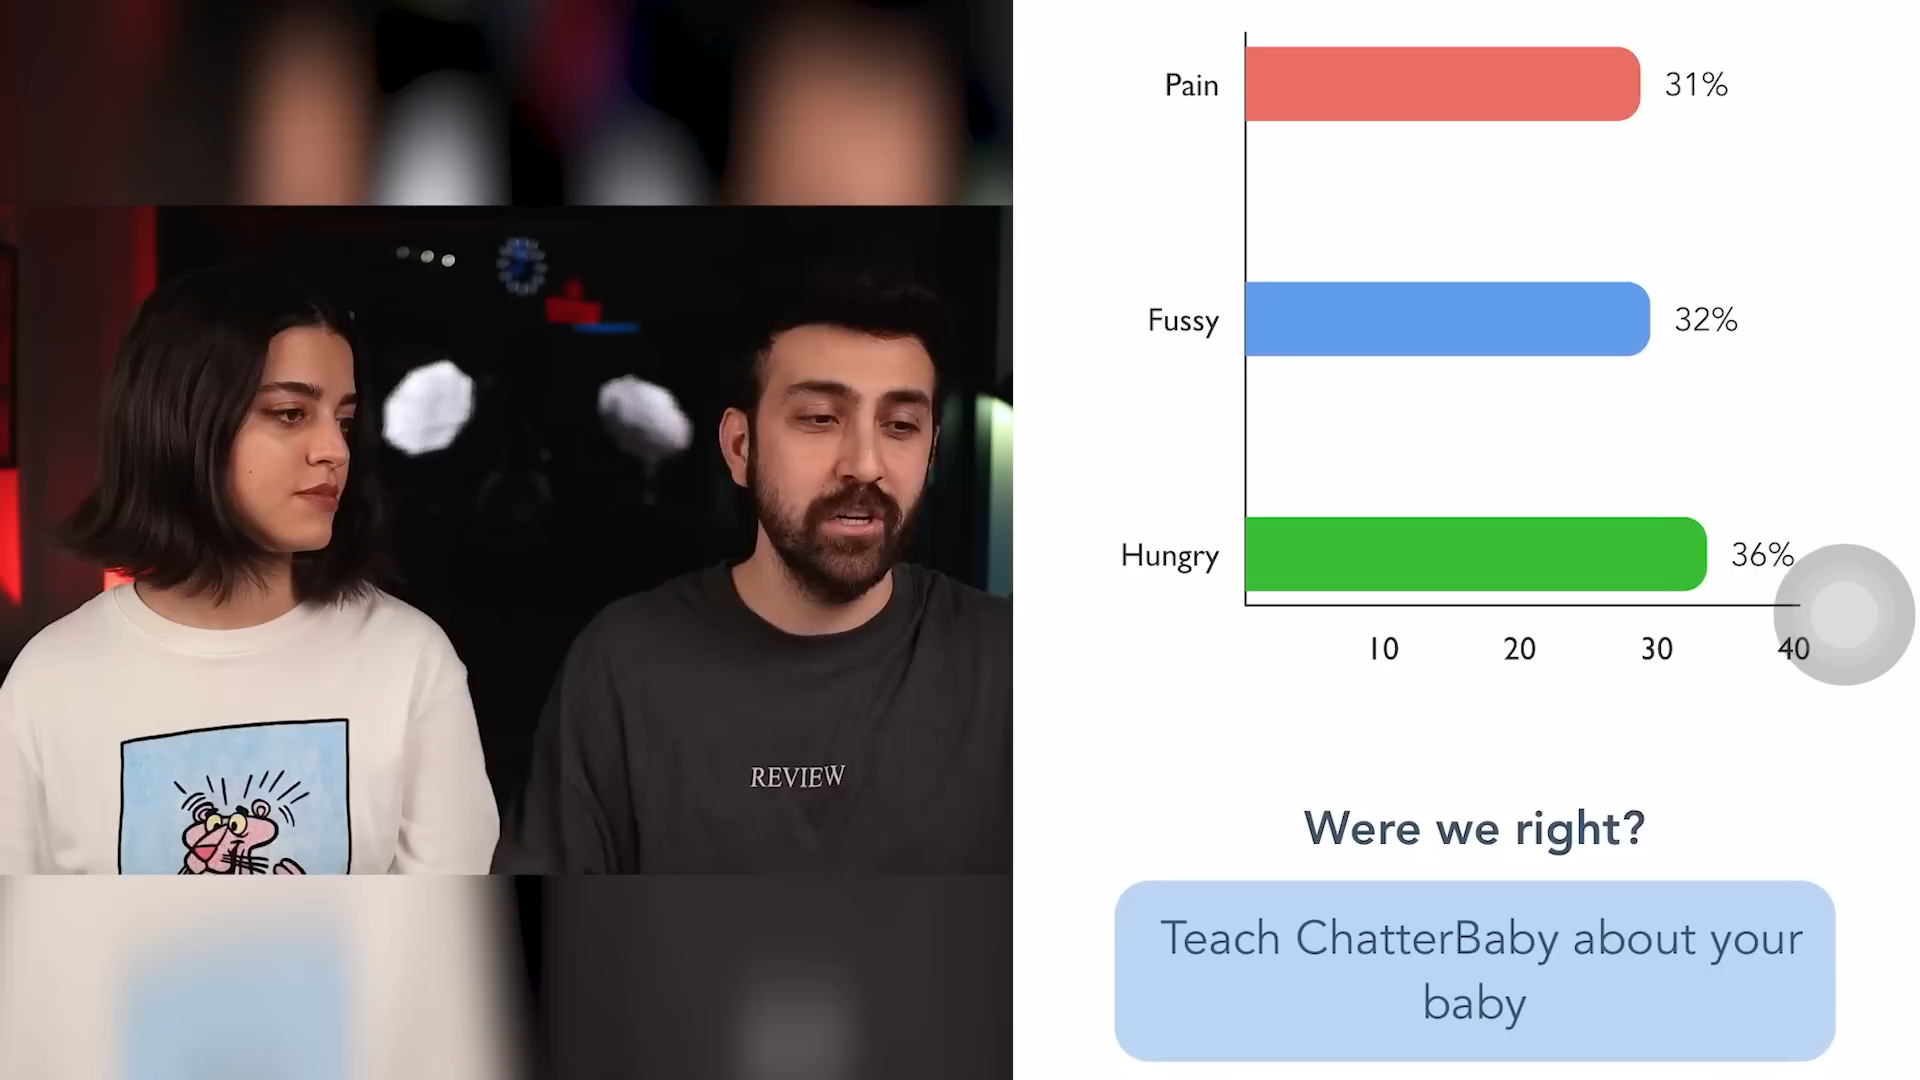 REVIEW
Pain 31%
Fussy 32%
Hungry 36%
10 20 30 40
Were we right?
Teach ChatterBaby about your
baby